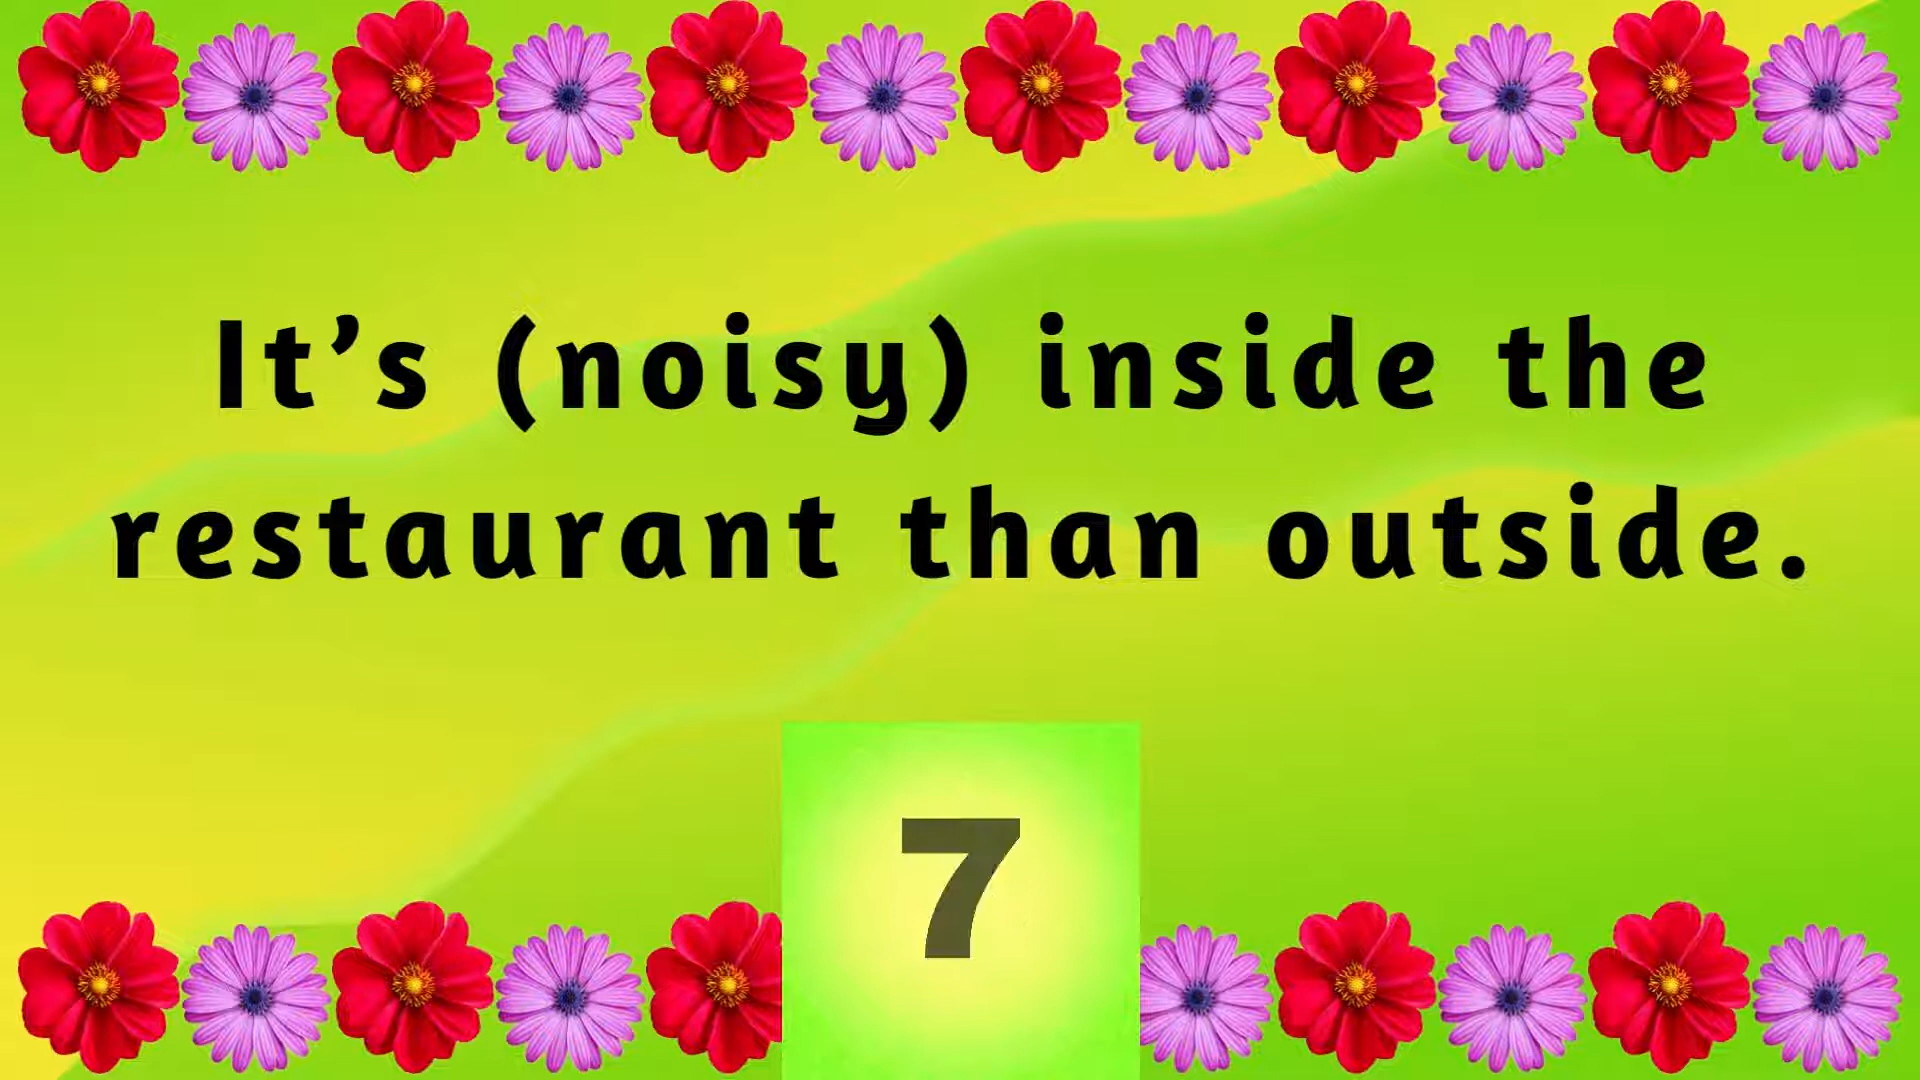 It’s (noisy) inside the
restaurant than outside.
7